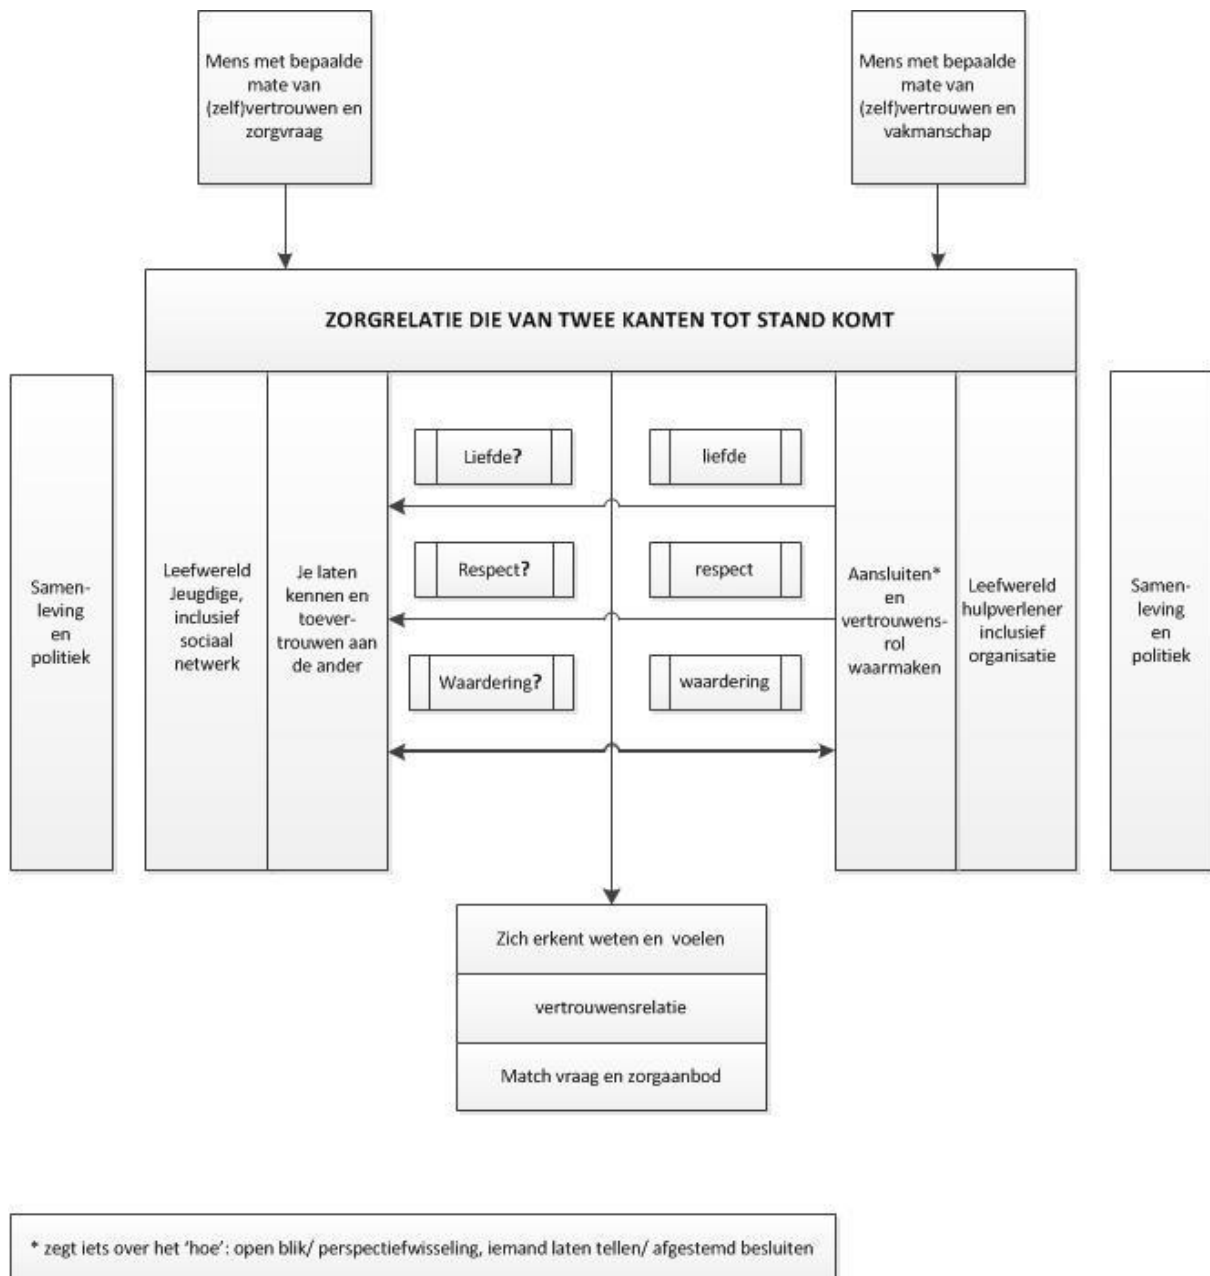 Mens met bepaalde
mate van
(zelf)vertrouwen en
zorgvraag
Mens met bepaalde
mate van
(zelf)vertrouwen en
vakmanschap
ZORGRELATIE DIE VAN TWEE KANTEN TOT STAND KOMT
Samen-
leving
en
politiek
Leefwereld
Jeugdige,
inclusief
sociaal
netwerk
Je laten
kennen en
toever-
trouwen aan
de ander
Liefde?
liefde
Respect?
respect
Waardering?
waardering
Aansluiten*
en
vertrouwens-
rol
waarmaken
Leefwereld
hulpverlener
inclusief
organisatie
Samen-
leving
en
politiek
Zich erkent weten en voelen
vertrouwensrelatie
Match vraag en zorgaanbod
* zegt iets over het ‘hoe’: open blik/ perspectiefwisseling, iemand laten tellen/ afgestemd besluiten